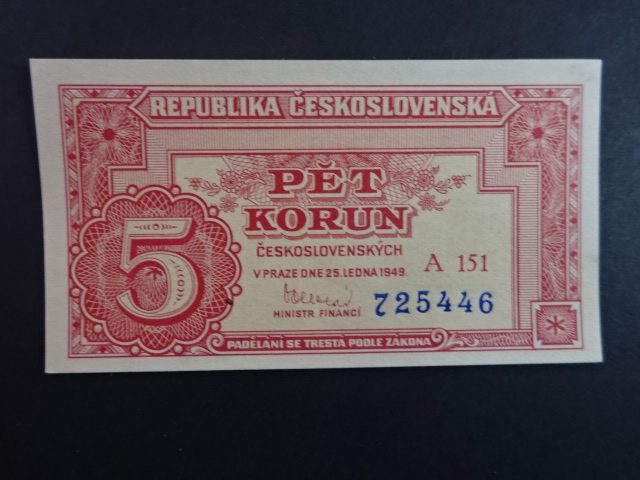 REPUBLIKA ČESKOSLOVENSKÁ
PĚT
KORUN
ČESKOSLOVENSKÝCH
V PRAZE DNE 25. LEDNA 1949.
A 151
5
725446
MINISTR FINANCÍ
PADĚLÁNÍ SE TRESTÁ PODLE ZÁKONA